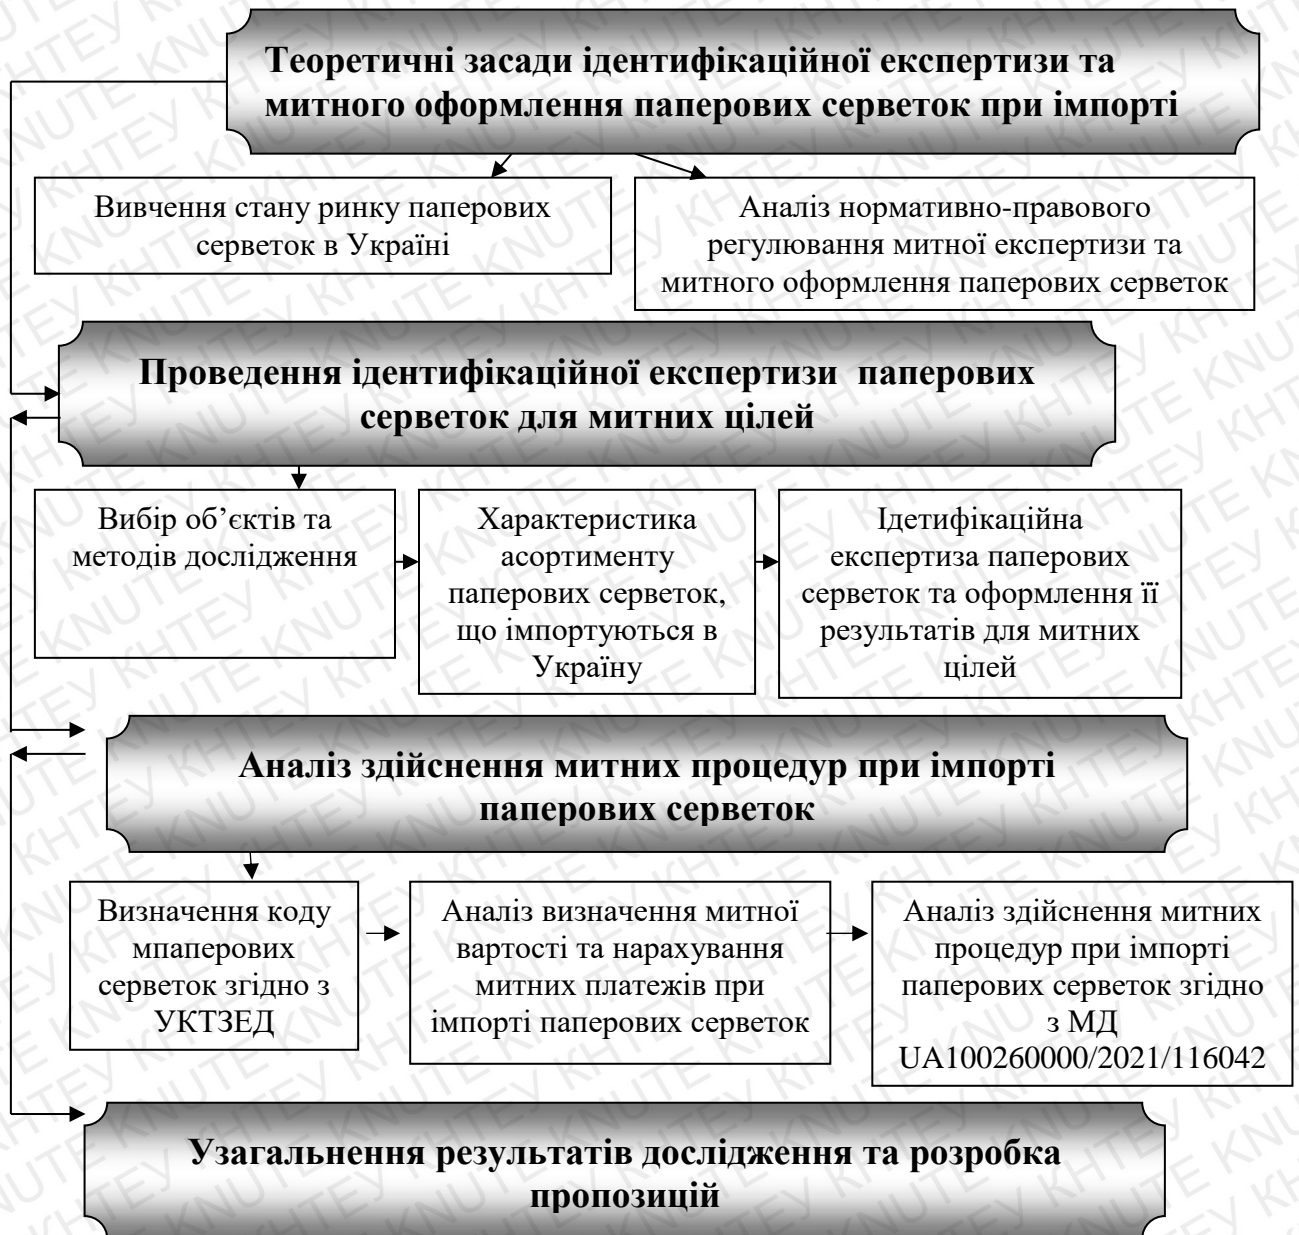 Теоретичні засади ідентифікаційної експертизи та
митного оформлення паперових серветок при імпорті
Вивчення стану ринку паперових
серветок в Україні
Аналіз нормативно-правового
регулювання митної експертизи та
митного оформлення паперових серветок
Проведення ідентифікаційної експертизи паперових
серветок для митних цілей
Вибір об’єктів та
методів дослідження
Характеристика
асортименту
паперових серветок,
що імпортуються в
Україну
Ідетифікаційна
експертиза паперових
серветок та оформлення її
результатів для митних
цілей
Аналіз здійснення митних процедур при імпорті
паперових серветок
Визначення коду
мпаперових
серветок згідно з
УКТЗЕД
Аналіз визначення митної
вартості та нарахування
митних платежів при
імпорті паперових серветок
Аналіз здійснення митних
процедур при імпорті
паперових серветок згідно
з МД
UA100260000/2021/116042
Узагальнення результатів дослідження та розробка
пропозицій